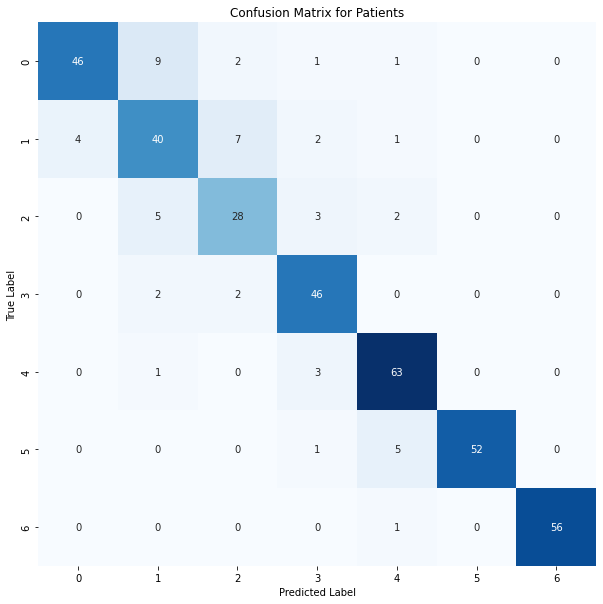 Confusion Matrix for Patients
True Label
0 46 9 2 1 1 0 0
1 4 40 7 2 1 0 0
2 0 5 28 3 2 0 0
3 0 2 2 46 0 0 0
4 0 1 0 3 63 0 0
5 0 0 0 1 5 52 0
6 0 0 0 0 1 0 56
0 1 2 3 4 5 6
Predicted Label